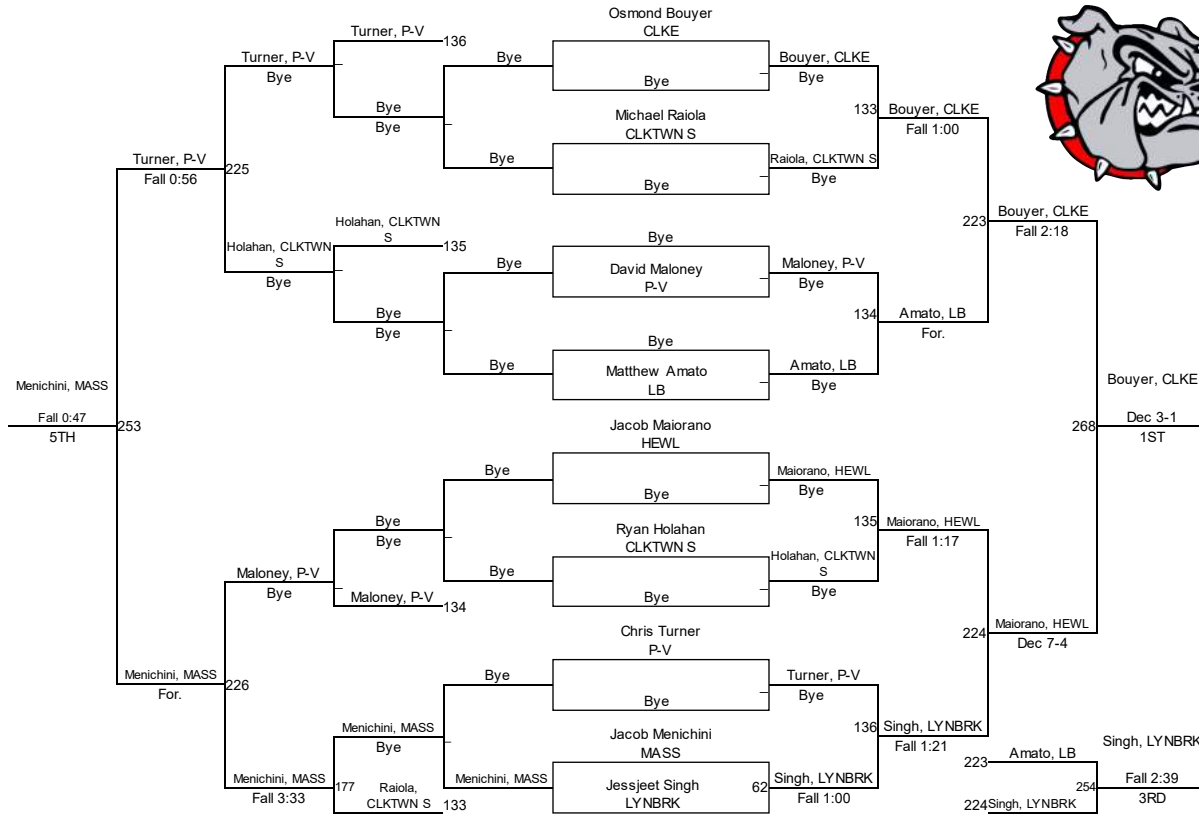 Osmond Bouyer
CLKE
Turner, P-V
136
Turner, P-V
Bye
Bye
Bouyer, CLKE
Bye
Bye
Bye
Bye
Bye
Michael Raiola
CLKTWN S
133
Bouyer, CLKE
Fall 1:00
Turner, P-V
Fall 0:56
225
Bye
Bye
Raiola, CLKTWN S
Bye
Holahan, CLKTWN
S
135
Bouyer, CLKE
223
Fall 2:18
Holahan, CLKTWN
S
Bye
Bye
Bye
David Maloney
P-V
Maloney, P-V
Bye
Bye
Bye
134
Amato, LB
For.
Bye
Bye
Matthew Amato
LB
Amato, LB
Bye
Menichini, MASS
Fall 0:47
5TH
253
Bouyer, CLKE
268
Dec 3-1
1ST
Jacob Maiorano
HEWL
Bye
Bye
Maiorano, HEWL
Bye
Bye
Bye
Ryan Holahan
CLKTWN S
135
Maiorano, HEWL
Fall 1:17
Maloney, P-V
Bye
Bye
Bye
Holahan, CLKTWN
S
Bye
Maloney, P-V
134
Chris Turner
P-V
224
Maiorano, HEWL
Dec 7-4
Menichini, MASS
For.
226
Bye
Bye
Turner, P-V
Bye
Menichini, MASS
Bye
Jacob Menichini
MASS
136
Singh, LYNBRK
Fall 1:21
Menichini, MASS
Fall 3:33
177
Raiola,
CLKTWN S
133
Menichini, MASS
Jessjeet Singh
LYNBRK
62
Singh, LYNBRK
Fall 1:00
223
Amato, LB
Singh, LYNBRK
254
Fall 2:39
3RD
224
Singh, LYNBRK